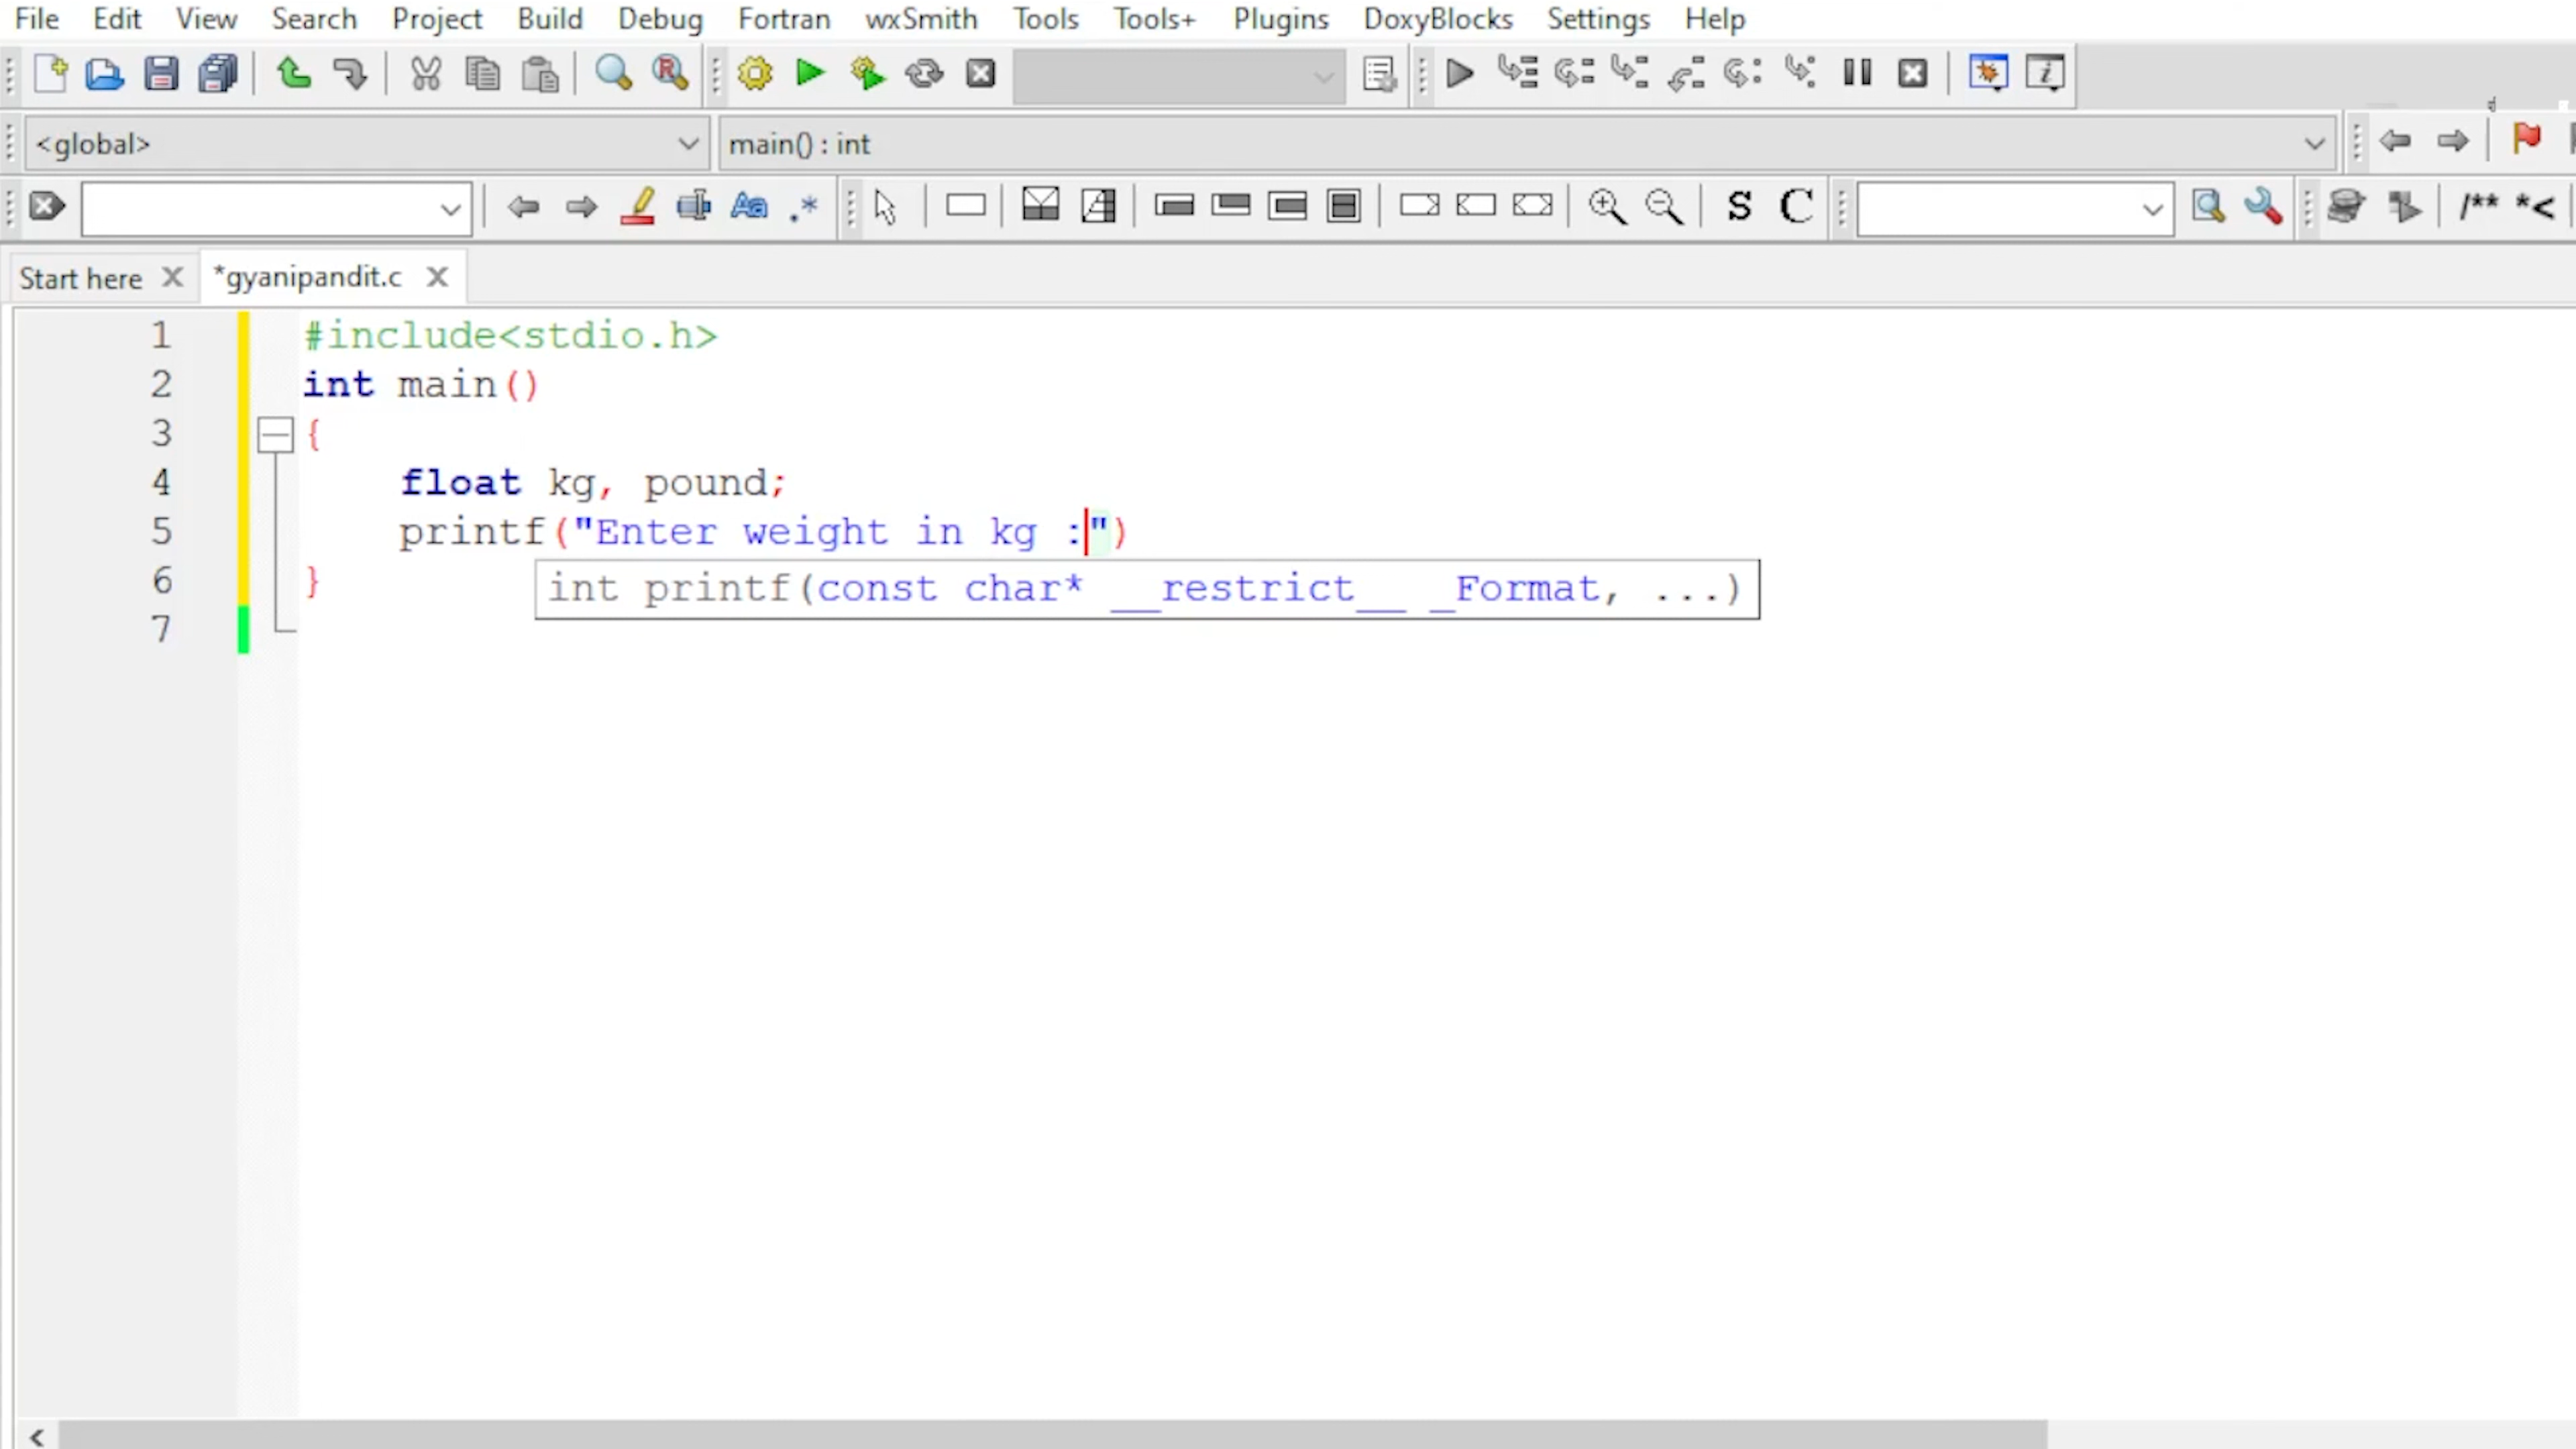 File Edit View Search Project Build Debug Fortran wxSmith Tools Tools+ Plugins DoxyBlocks Settings Help
<global> main() : int
Aa .* S C /** *<
Start here *gyanipandit.c
1 #include<stdio.h>
2 int main()
3 {
4 float kg, pound;
5 printf("Enter weight in kg :")
6 }
int printf(const char* __restrict__ _Format, ...)
7